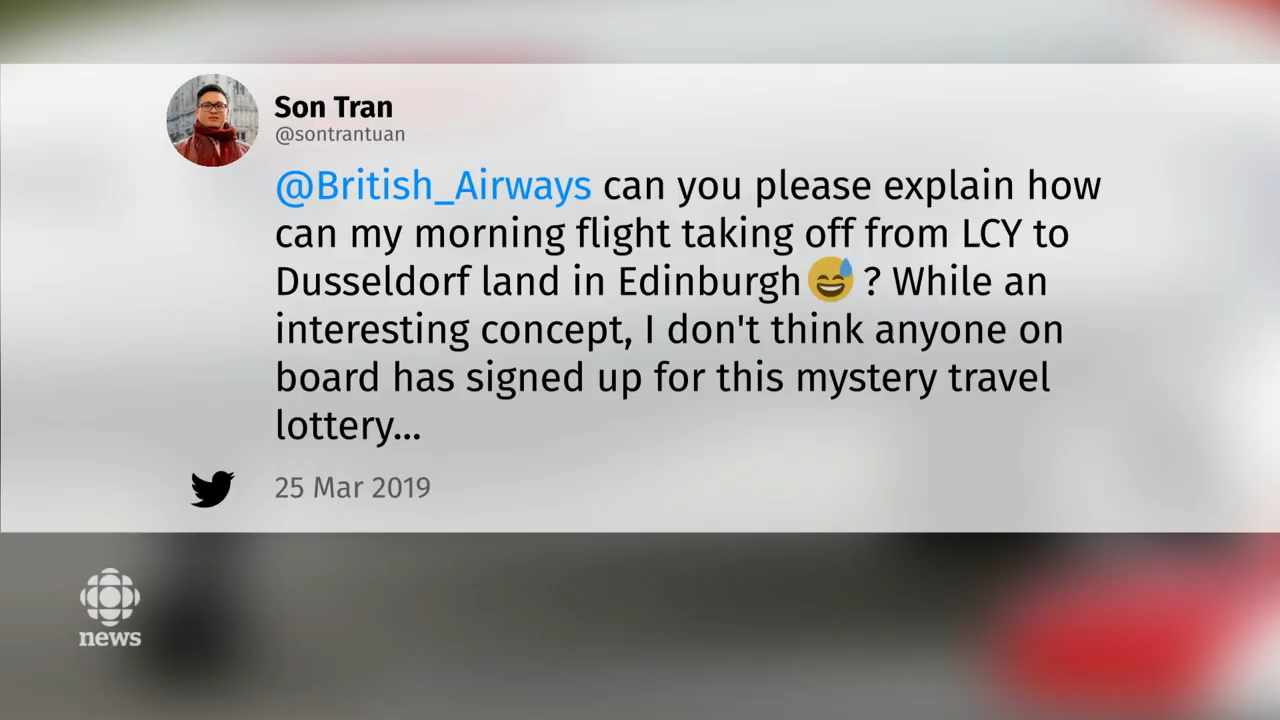 Son Tran
@sontrantuan
@British_Airways can you please explain how
can my morning flight taking off from LCY to
Dusseldorf land in Edinburgh😅 ? While an
interesting concept, I don't think anyone on
board has signed up for this mystery travel
lottery...
25 Mar 2019
news